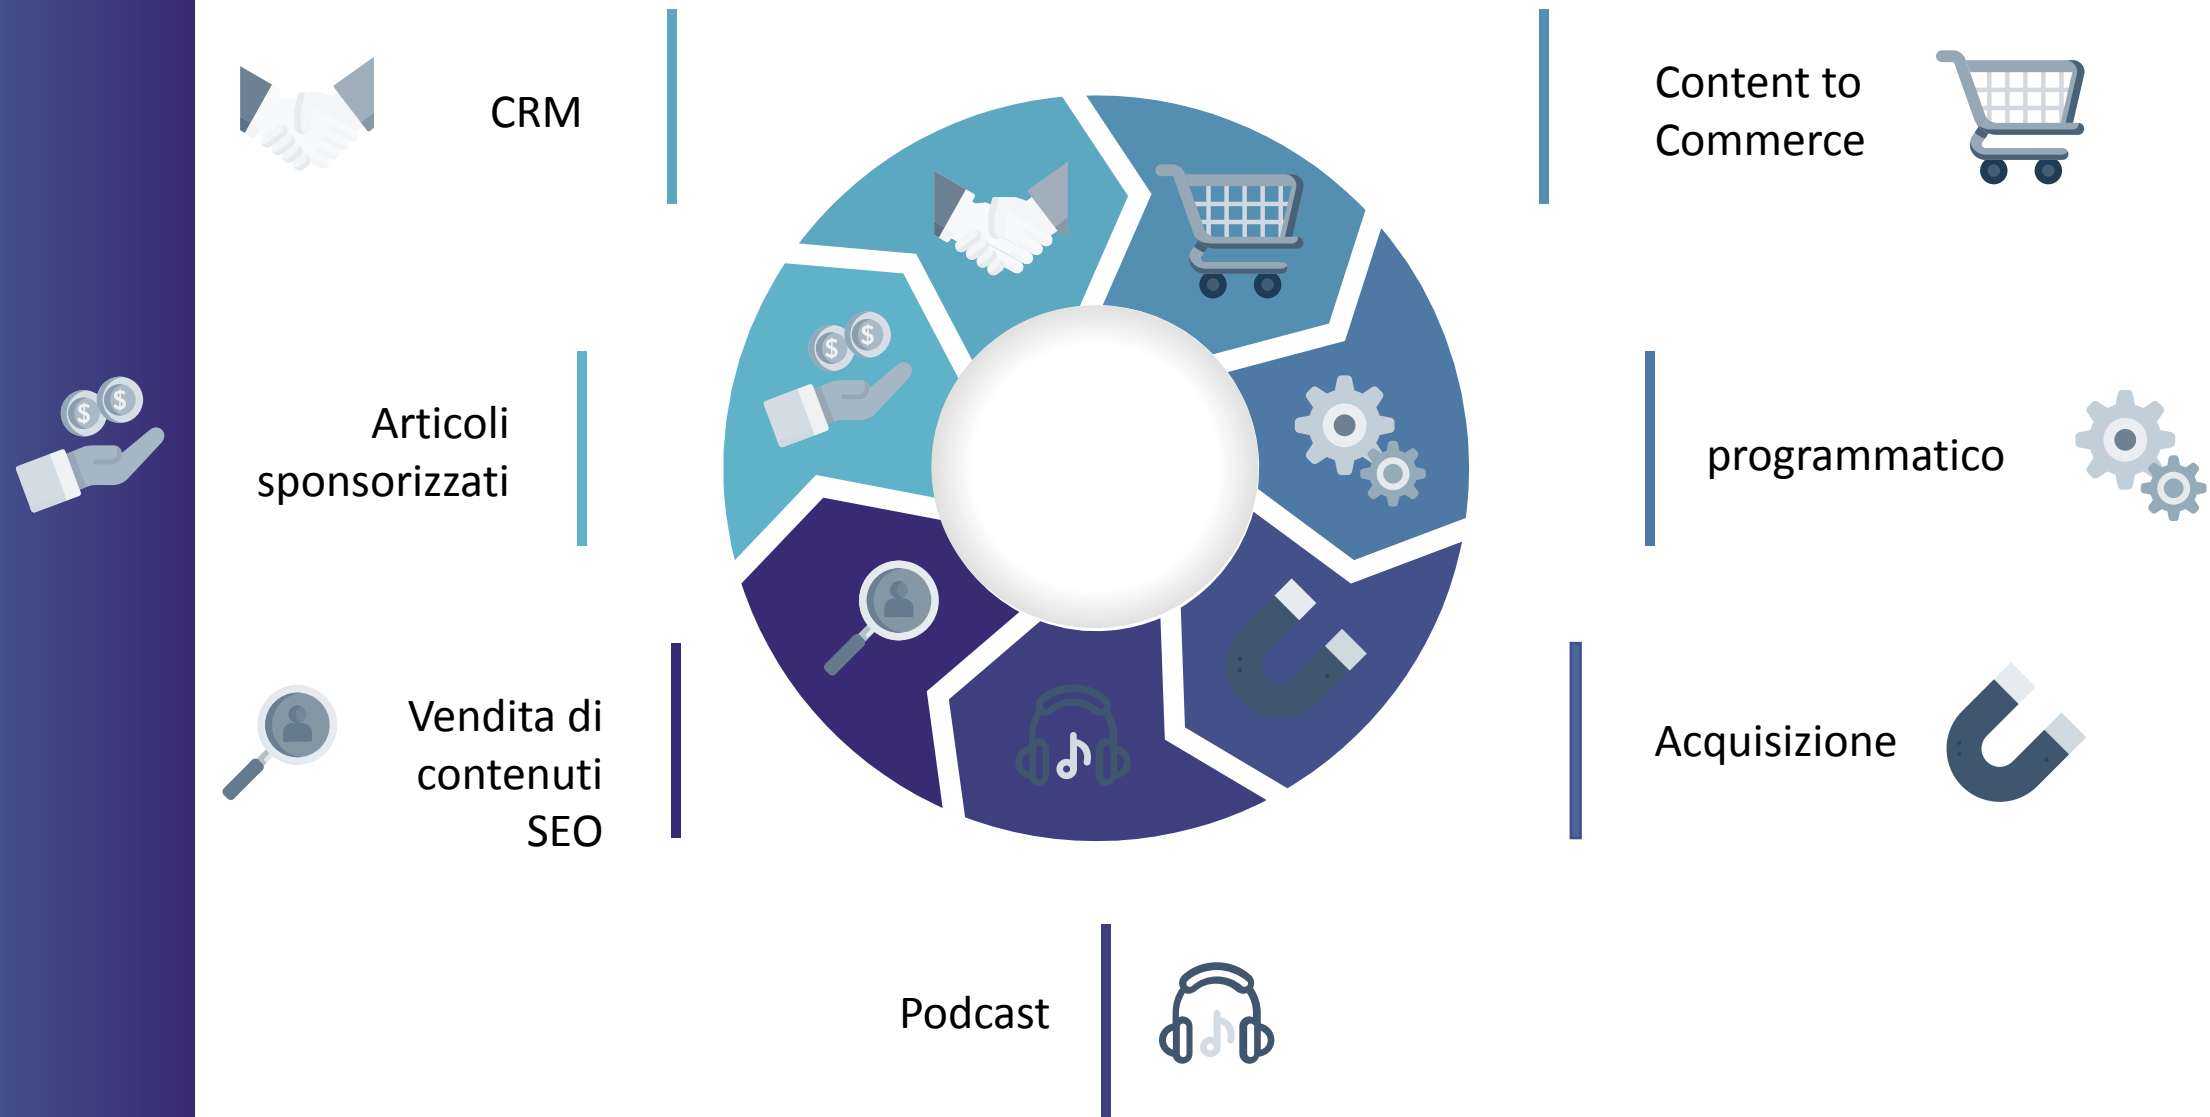 CRM
Content to
Commerce
Articoli
sponsorizzati
programmatico
Vendita di
contenuti
SEO
Acquisizione
Podcast
$ $
$ $